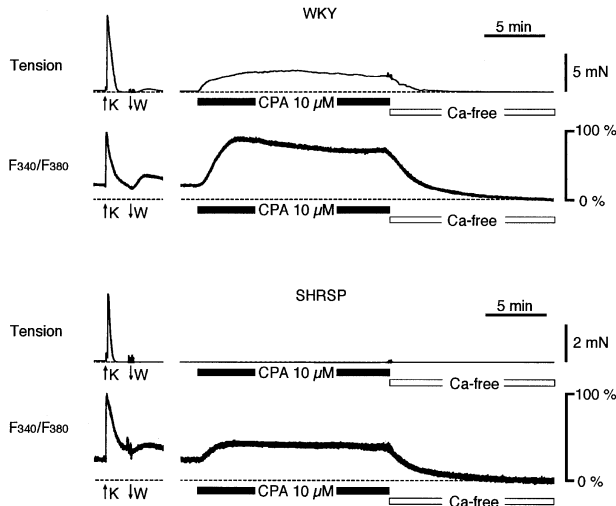 WKY
5 min
Tension
5 mN
↑K ↓W
CPA 10 µM
Ca-free
100 %
F340/F380
0 %
↑K ↓W
CPA 10 µM
Ca-free
SHRSP
5 min
Tension
2 mN
↑K ↓W
CPA 10 µM
Ca-free
100 %
F340/F380
0 %
↑K ↓W
CPA 10 µM
Ca-free